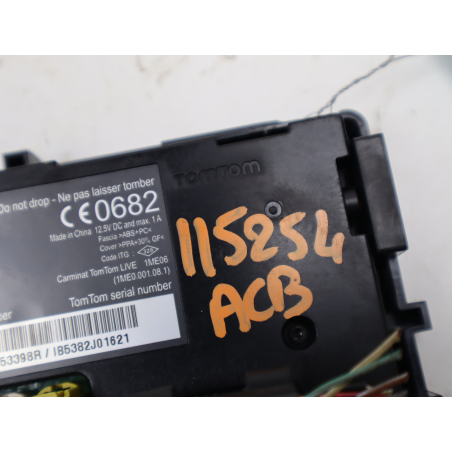 Do not drop - Ne pas laisser tomber
CE0682
Made in China 12.5V DC and max. 1A
Fascia >ABS+PC<
Cover >PPA+30% GF<
Code ITG :
Carminat TomTom LIVE 1ME06
(1ME0.001.08.1)
TomTom serial number
53398R / IB5382J01621
TOMTOM
115254
ACB